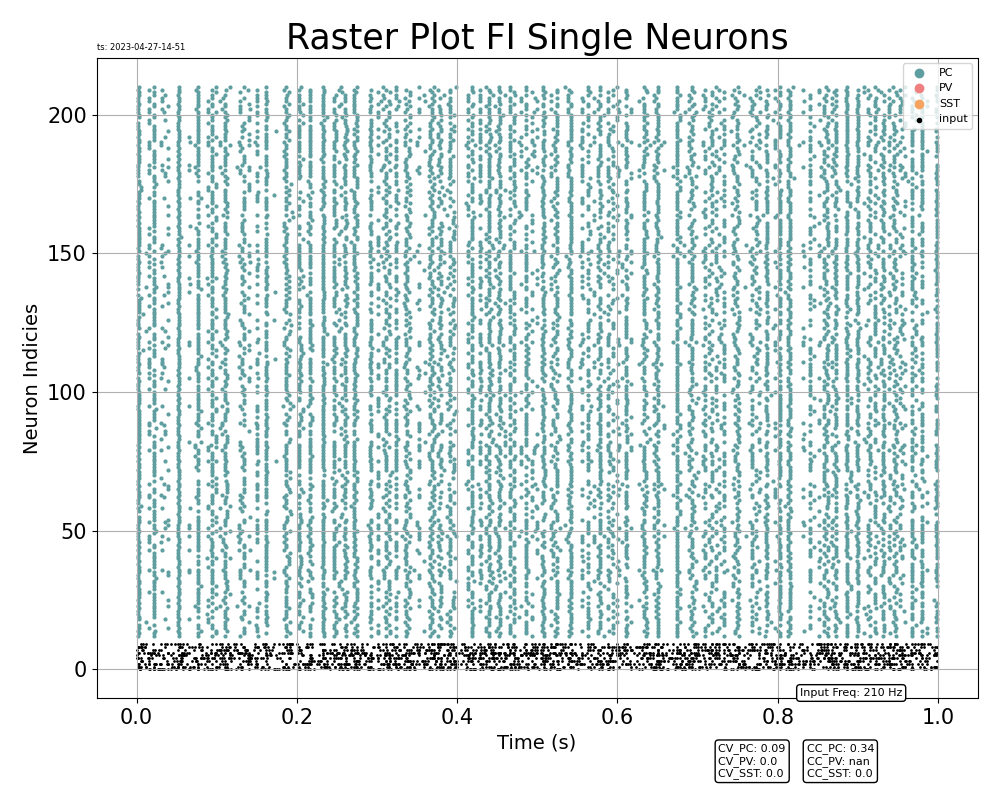 Raster Plot FI Single Neurons
ts: 2023-04-27-14-51
PC
PV
SST
input
200
150
100
50
0
Neuron Indicies
0.0 0.2 0.4 0.6 0.8 1.0
Time (s)
Input Freq: 210 Hz
CV_PC: 0.09
CV_PV: 0.0
CV_SST: 0.0
CC_PC: 0.34
CC_PV: nan
CC_SST: 0.0